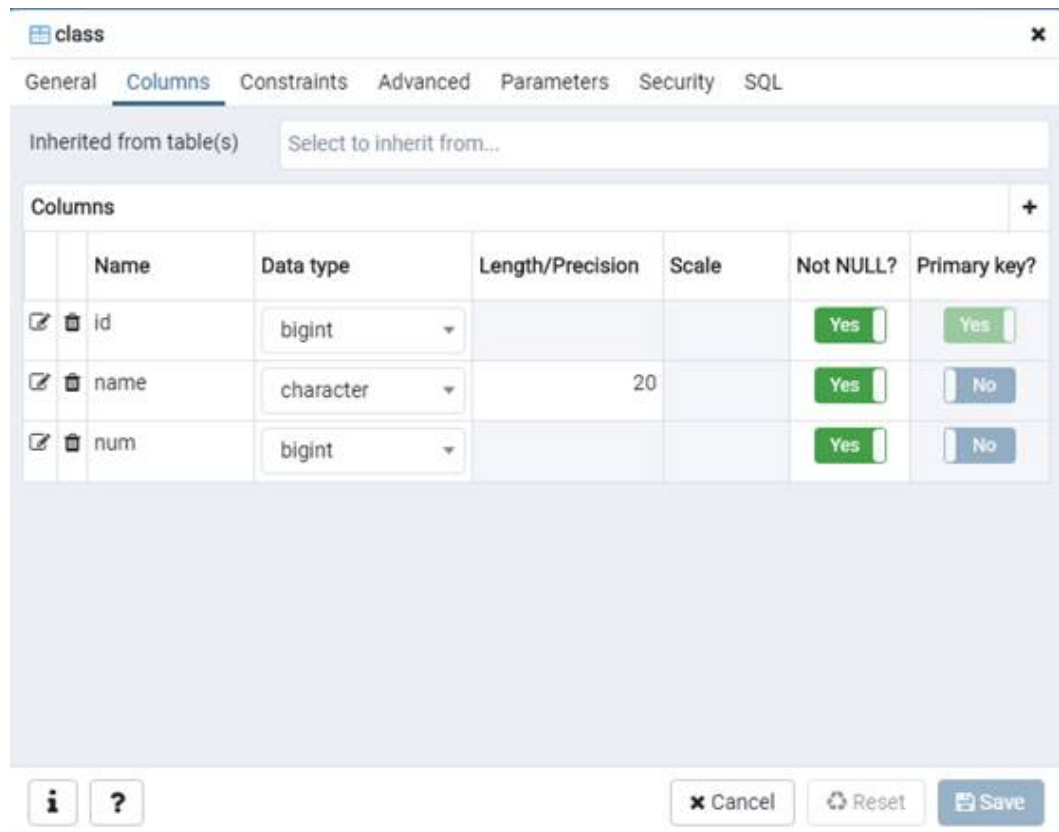 class
General Columns Constraints Advanced Parameters Security SQL
Inherited from table(s) Select to inherit from...
Columns
Name Data type Length/Precision Scale Not NULL? Primary key?
id bigint Yes Yes
name character 20 Yes No
num bigint Yes No
i ? Cancel Reset Save